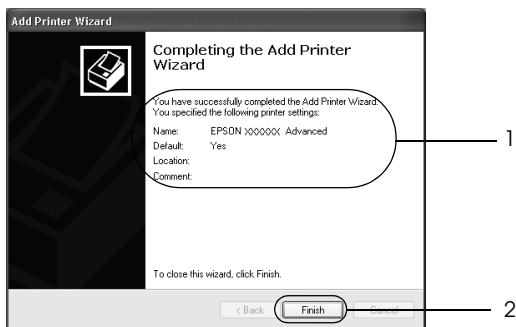 Add Printer Wizard
Completing the Add Printer
Wizard
You have successfully completed the Add Printer Wizard.
You specified the following printer settings:
Name: EPSON XXXXXX Advanced
Default: Yes
Location:
Comment:
1
To close this wizard, click Finish.
< Back Finish Cancel
2